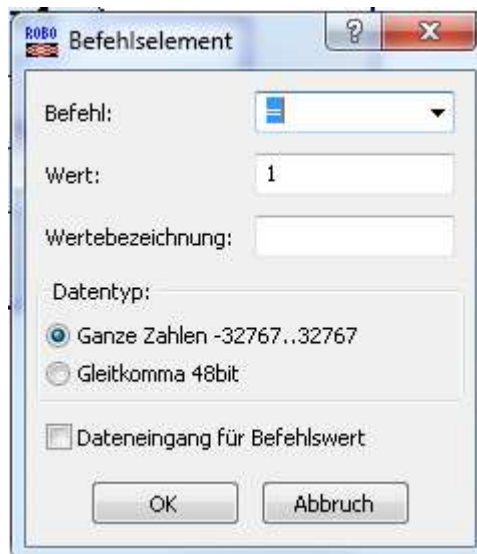 ROBO Befehlselement ?
Befehl: =
Wert: 1
Wertebezeichnung:
Datentyp:
Ganze Zahlen -32767..32767
Gleitkomma 48bit
Dateneingang für Befehlswert
OK Abbruch